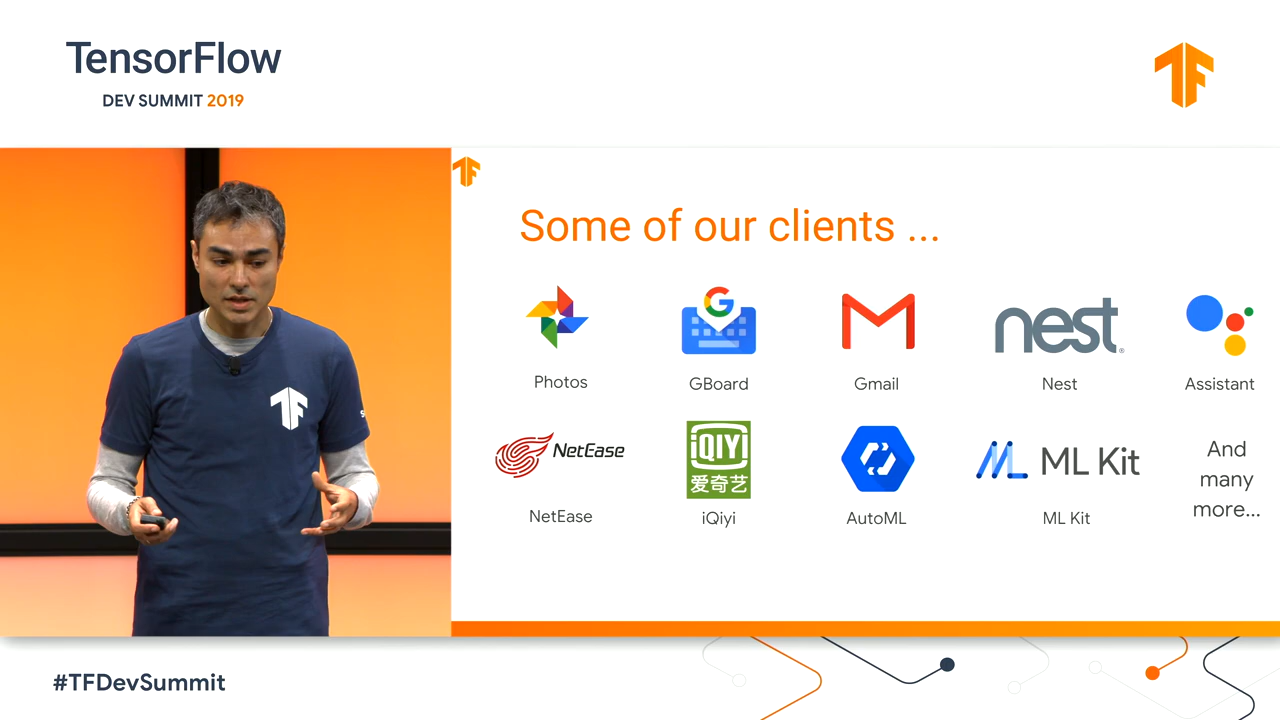 TensorFlow
DEV SUMMIT 2019
Some of our clients ...
nest
Photos
GBoard
Gmail
Nest
Assistant
NetEase
iQIYI
爱奇艺
ML Kit
And
many
more...
NetEase
iQiyi
AutoML
ML Kit
#TFDevSummit